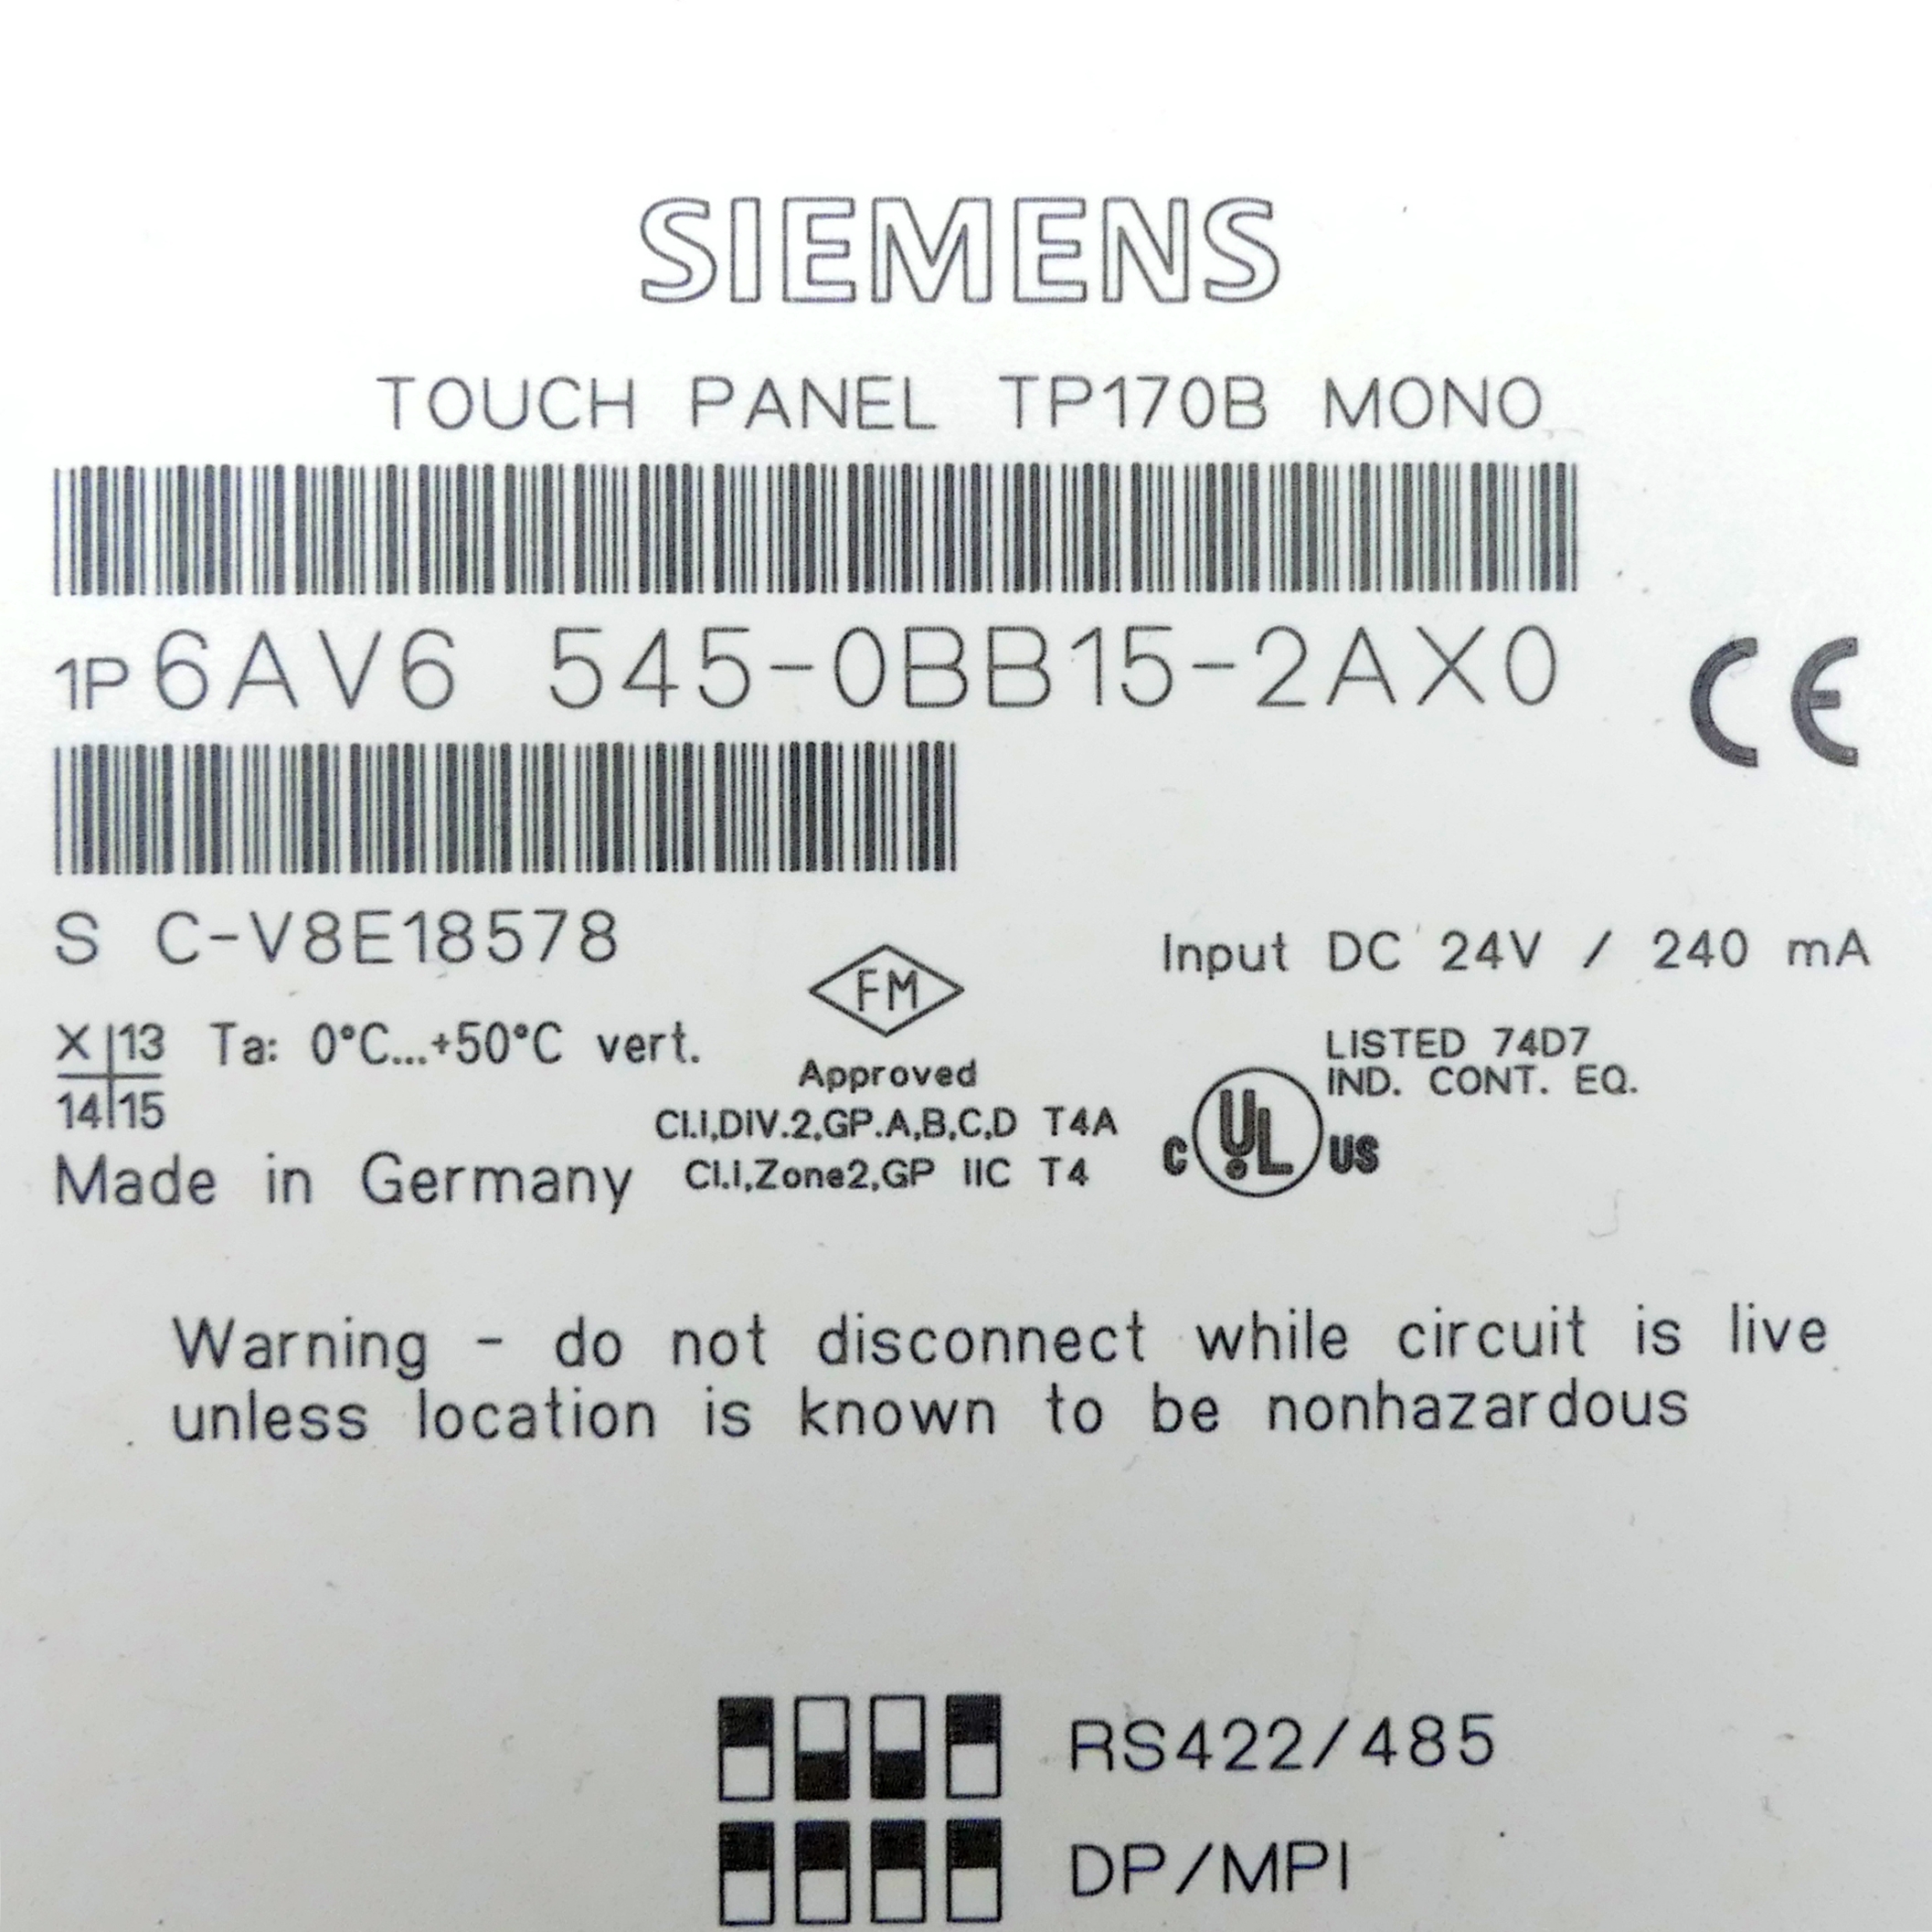 SIEMENS
TOUCH PANEL TP170B MONO
1P 6AV6 545-0BB15-2AX0
CE
S C-V8E18578
Input DC 24V / 240 mA
FM
X 13
14 15
Ta: 0°C...+50°C vert.
Approved
Cl.I,DIV.2,GP.A,B,C,D T4A
Cl.I,Zone2,GP IIC T4
LISTED 74D7
IND. CONT. EQ.
C UL US
Made in Germany
Warning - do not disconnect while circuit is live
unless location is known to be nonhazardous
RS422/485
DP/MPI